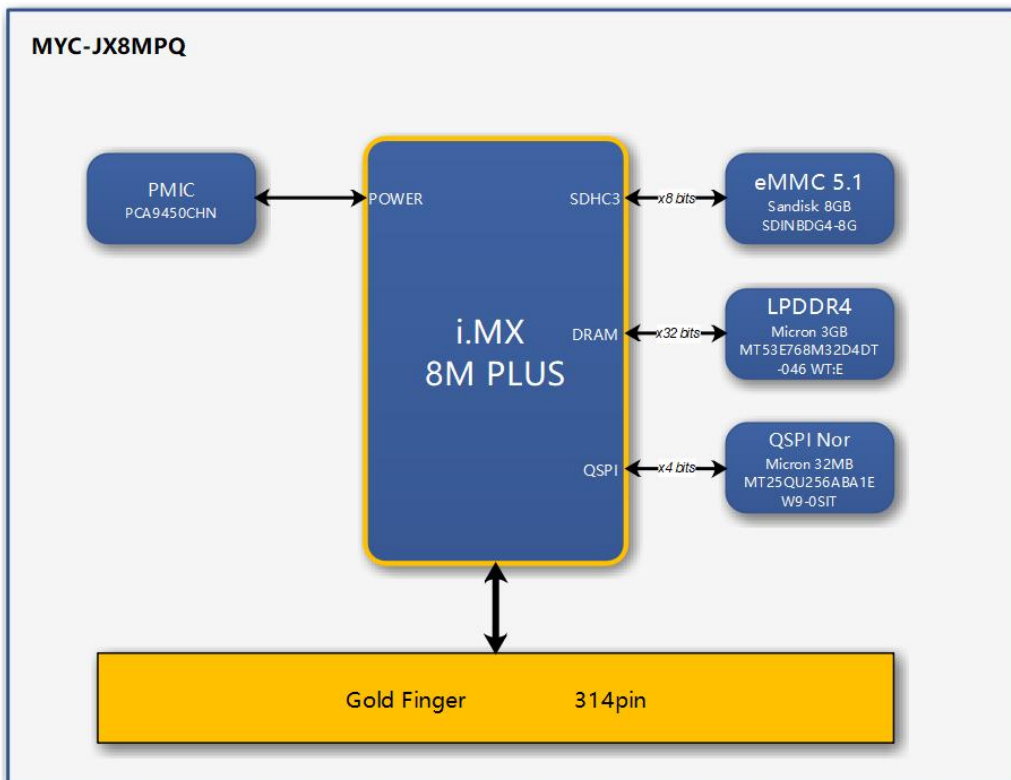 MYC-JX8MPQ
PMIC
PCA9450CHN
POWER
i.MX
8M PLUS
SDHC3
x8 bits
eMMC 5.1
Sandisk 8GB
SDINBDG4-8G
DRAM
x32 bits
LPDDR4
Micron 3GB
MT53E768M32D4DT
-046 WT:E
QSPI
x4 bits
QSPI Nor
Micron 32MB
MT25QU256ABA1E
W9-0SIT
Gold Finger 314pin